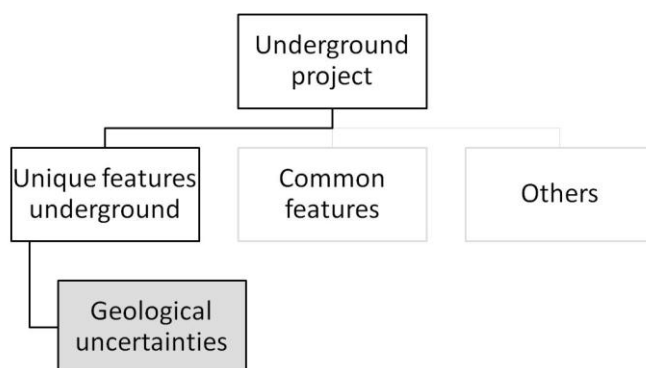 Underground
project
Unique features
underground
Common
features
Others
Geological
uncertainties